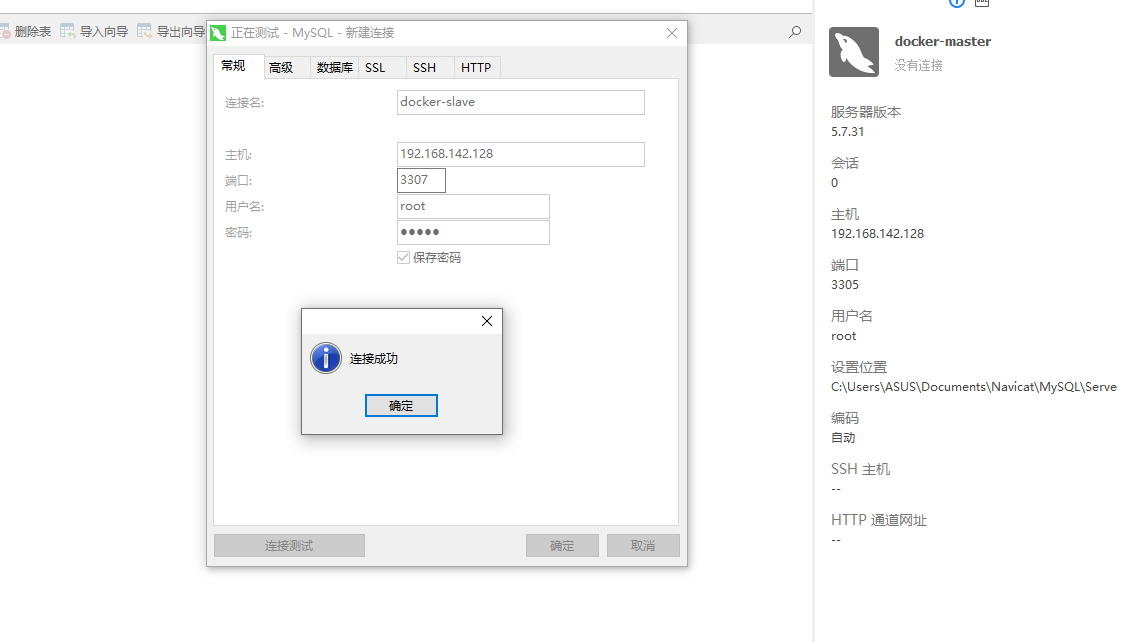 删除表 导入向导 导出向导
正在测试 - MySQL - 新建连接
常规 高级 数据库 SSL SSH HTTP
连接名: docker-slave
主机: 192.168.142.128
端口: 3307
用户名: root
密码: ●●●●●
保存密码
连接成功
确定
连接测试 确定 取消
docker-master
没有连接
服务器版本
5.7.31
会话
0
主机
192.168.142.128
端口
3305
用户名
root
设置位置
C:\Users\ASUS\Documents\Navicat\MySQL\Serve
编码
自动
SSH 主机
--
HTTP 通道网址
--